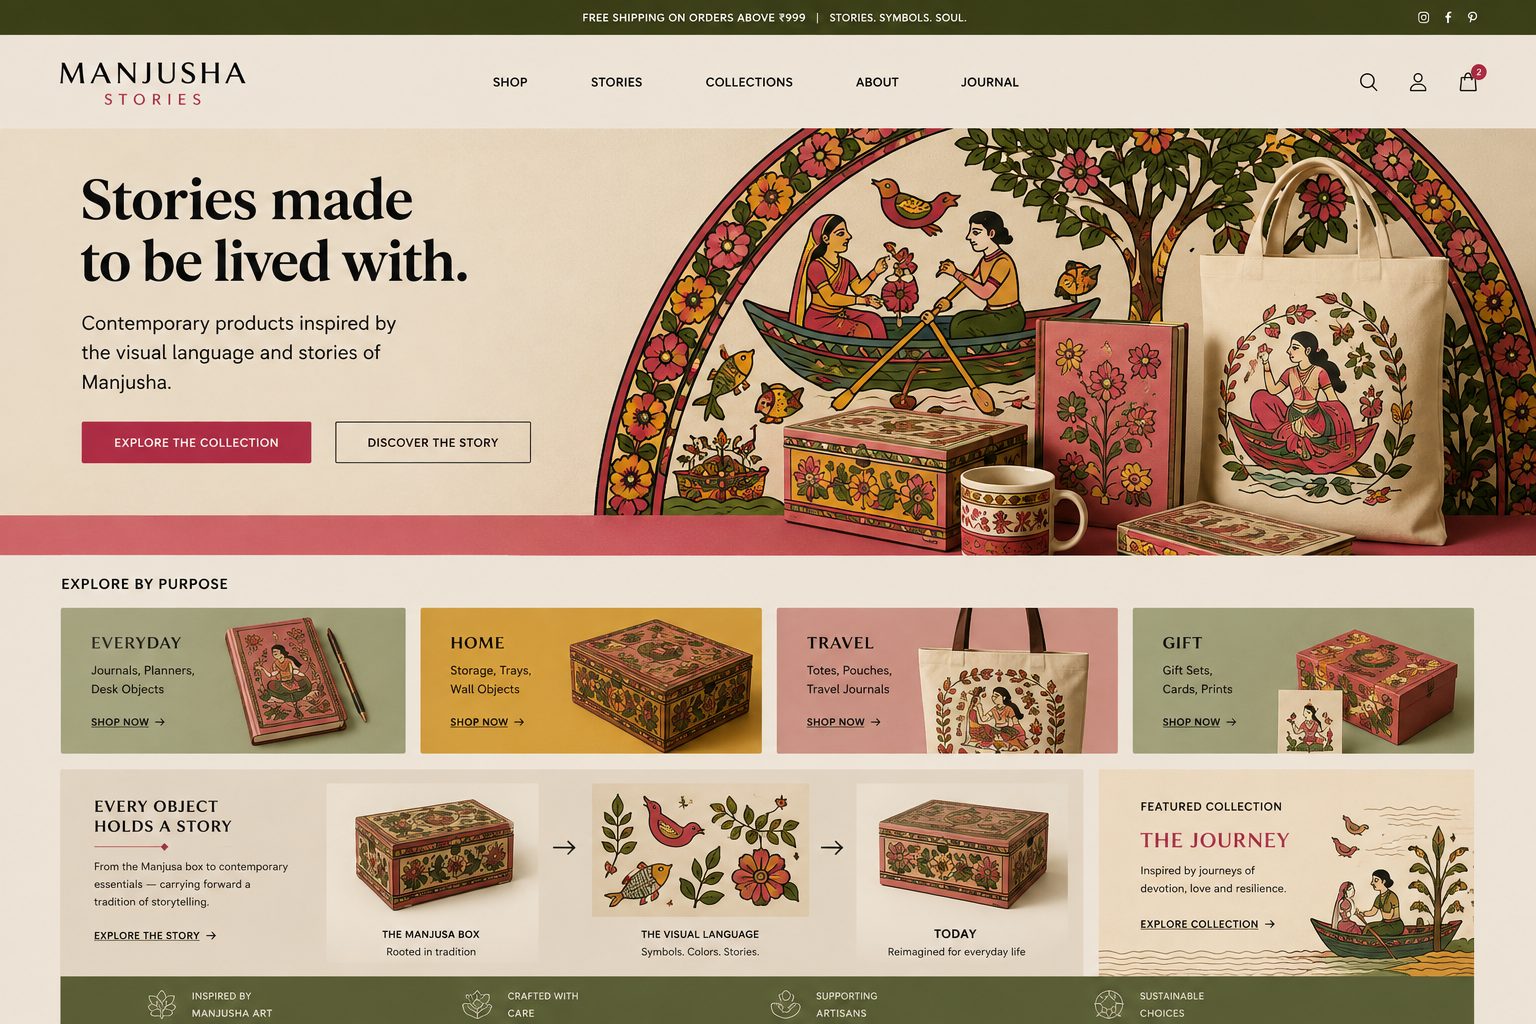 FREE SHIPPING ON ORDERS ABOVE ₹999 | STORIES. SYMBOLS. SOUL.
MANJUSHA
STORIES
SHOP
STORIES
COLLECTIONS
ABOUT
JOURNAL
2
Stories made
to be lived with.
Contemporary products inspired by
the visual language and stories of
Manjusha.
EXPLORE THE COLLECTION
DISCOVER THE STORY
EXPLORE BY PURPOSE
EVERYDAY
Journals, Planners,
Desk Objects
SHOP NOW →
HOME
Storage, Trays,
Wall Objects
SHOP NOW →
TRAVEL
Totes, Pouches,
Travel Journals
SHOP NOW →
GIFT
Gift Sets,
Cards, Prints
SHOP NOW →
EVERY OBJECT
HOLDS A STORY
From the Manjusa box to contemporary
essentials — carrying forward a
tradition of storytelling.
EXPLORE THE STORY →
THE MANJUSA BOX
Rooted in tradition
THE VISUAL LANGUAGE
Symbols. Colors. Stories.
TODAY
Reimagined for everyday life
FEATURED COLLECTION
THE JOURNEY
Inspired by journeys of
devotion, love and resilience.
EXPLORE COLLECTION →
INSPIRED BY
MANJUSHA ART
CRAFTED WITH
CARE
SUPPORTING
ARTISANS
SUSTAINABLE
CHOICES